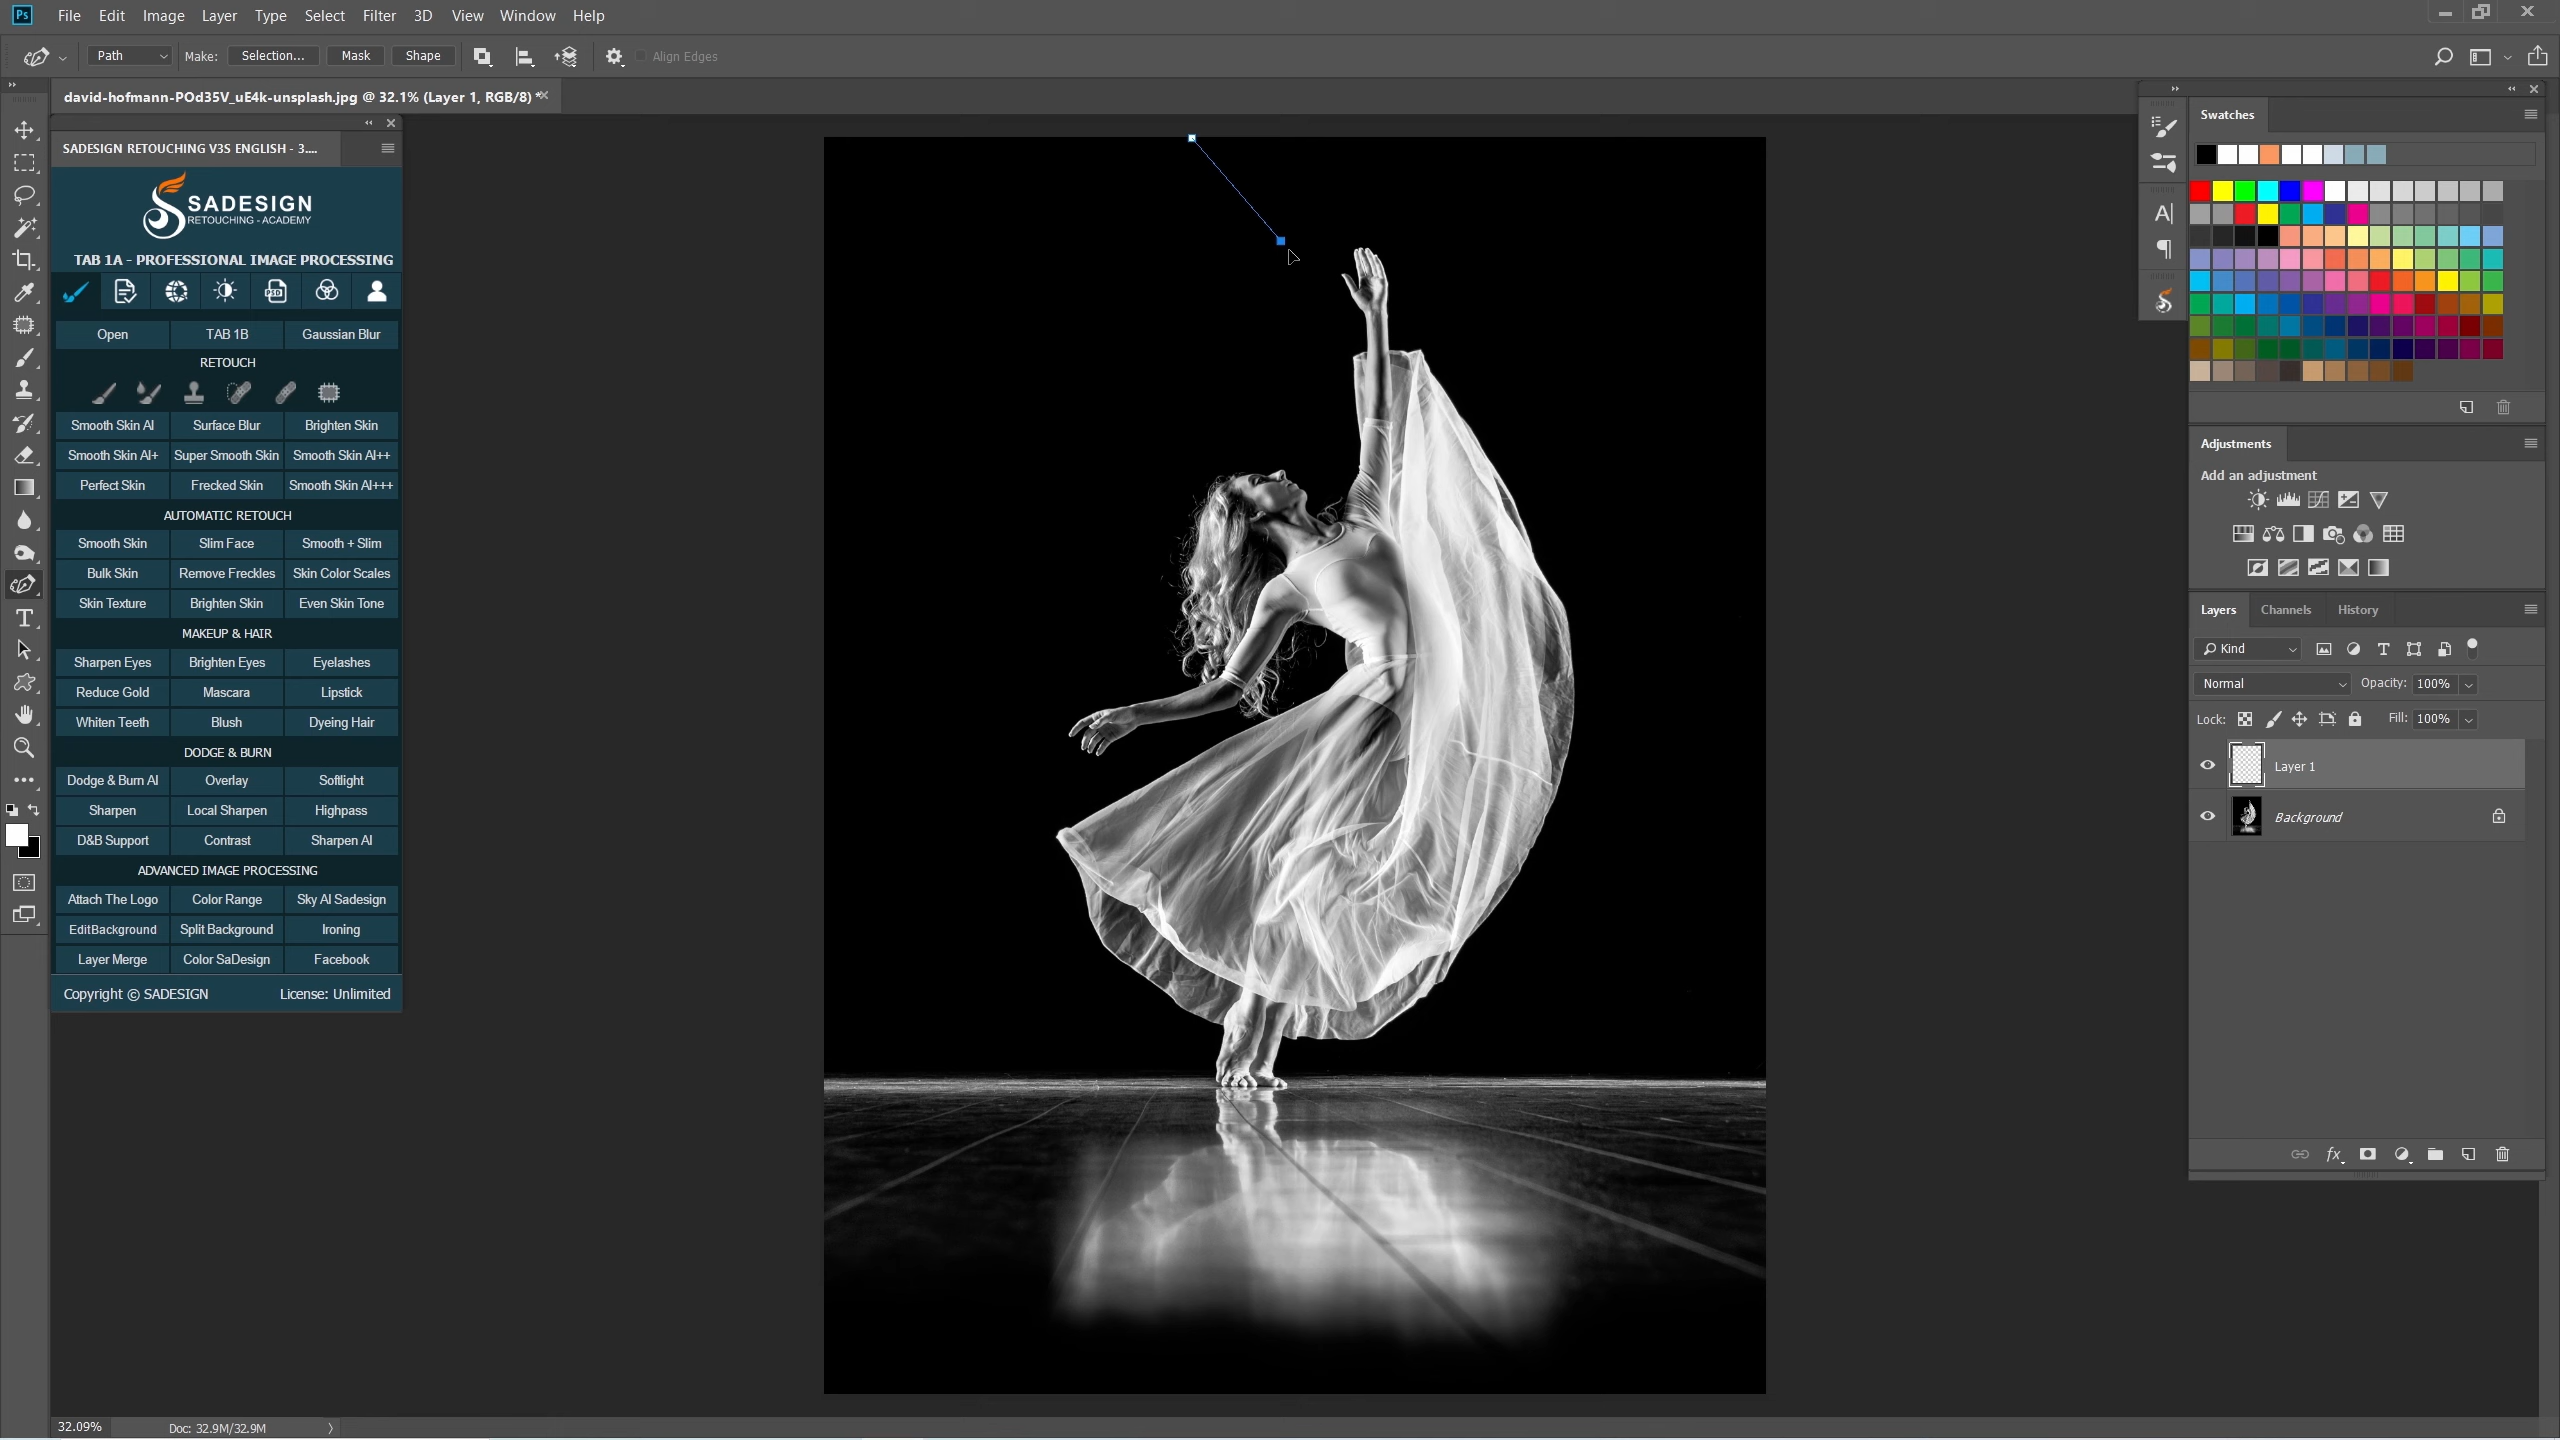 Ps File Edit Image Layer Type Select Filter 3D View Window Help
Path Make: Selection... Mask Shape Align Edges
david-hofmann-POd35V_uE4k-unsplash.jpg @ 32.1% (Layer 1, RGB/8) *
SADESIGN RETOUCHING V3S ENGLISH - 3....
SADESIGN
RETOUCHING - ACADEMY
TAB 1A - PROFESSIONAL IMAGE PROCESSING
PSD
Open TAB 1B Gaussian Blur
RETOUCH
Smooth Skin AI Surface Blur Brighten Skin
Smooth Skin AI+ Super Smooth Skin Smooth Skin AI++
Perfect Skin Frecked Skin Smooth Skin AI+++
AUTOMATIC RETOUCH
Smooth Skin Slim Face Smooth + Slim
Bulk Skin Remove Freckles Skin Color Scales
Skin Texture Brighten Skin Even Skin Tone
MAKEUP & HAIR
Sharpen Eyes Brighten Eyes Eyelashes
Reduce Gold Mascara Lipstick
Whiten Teeth Blush Dyeing Hair
DODGE & BURN
Dodge & Burn AI Overlay Softlight
Sharpen Local Sharpen Highpass
D&B Support Contrast Sharpen AI
ADVANCED IMAGE PROCESSING
Attach The Logo Color Range Sky AI Sadesign
EditBackground Split Background Ironing
Layer Merge Color SaDesign Facebook
Copyright © SADESIGN License: Unlimited
32.09% Doc: 32.9M/32.9M
Swatches
Adjustments
Add an adjustment
Layers Channels History
Kind
Normal Opacity: 100%
Lock: Fill: 100%
Layer 1
Background
fx